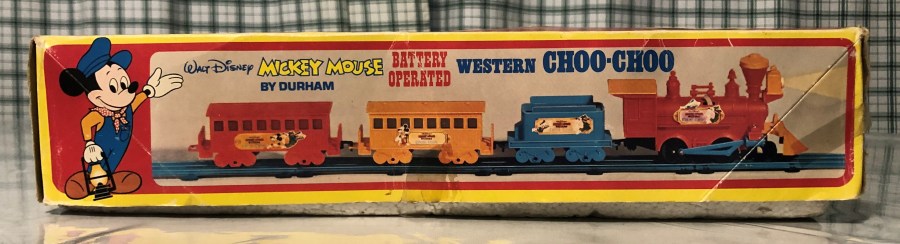 WALT DISNEY MICKEY MOUSE
BY DURHAM
BATTERY
OPERATED
WESTERN CHOO-CHOO